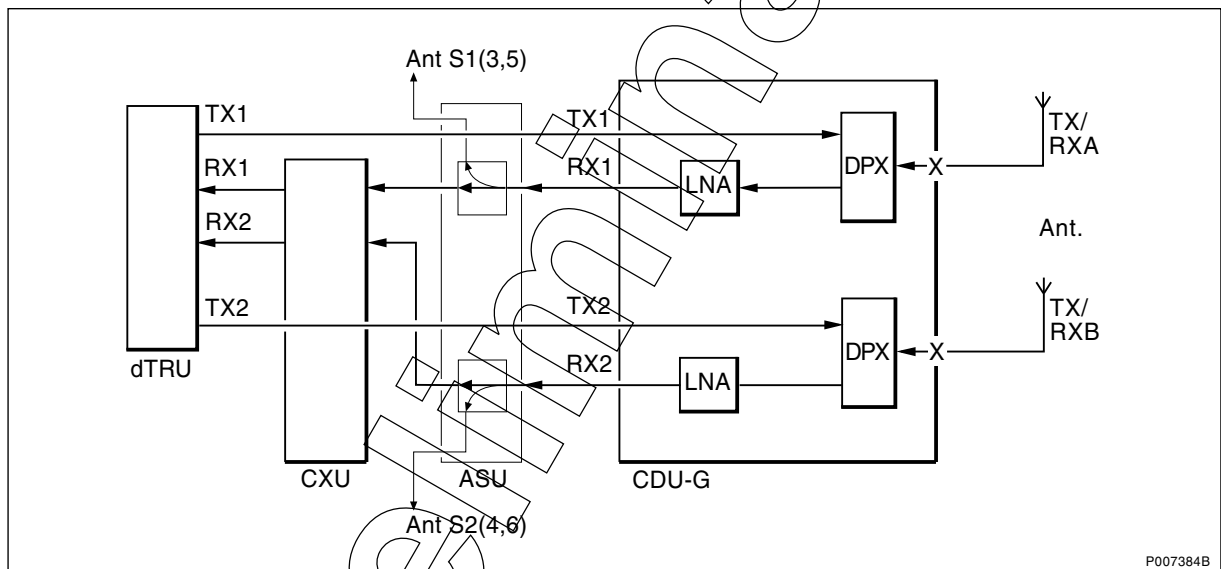 Ant S1(3,5)
TX1
TX1
TX/
RXA
RX1
RX1
LNA
DPX
X
RX2
Ant.
TX2
TX2
TX/
RXB
DPX
X
RX2
LNA
dTRU
CXU
ASU
CDU-G
Ant S2(4,6)
P007384B